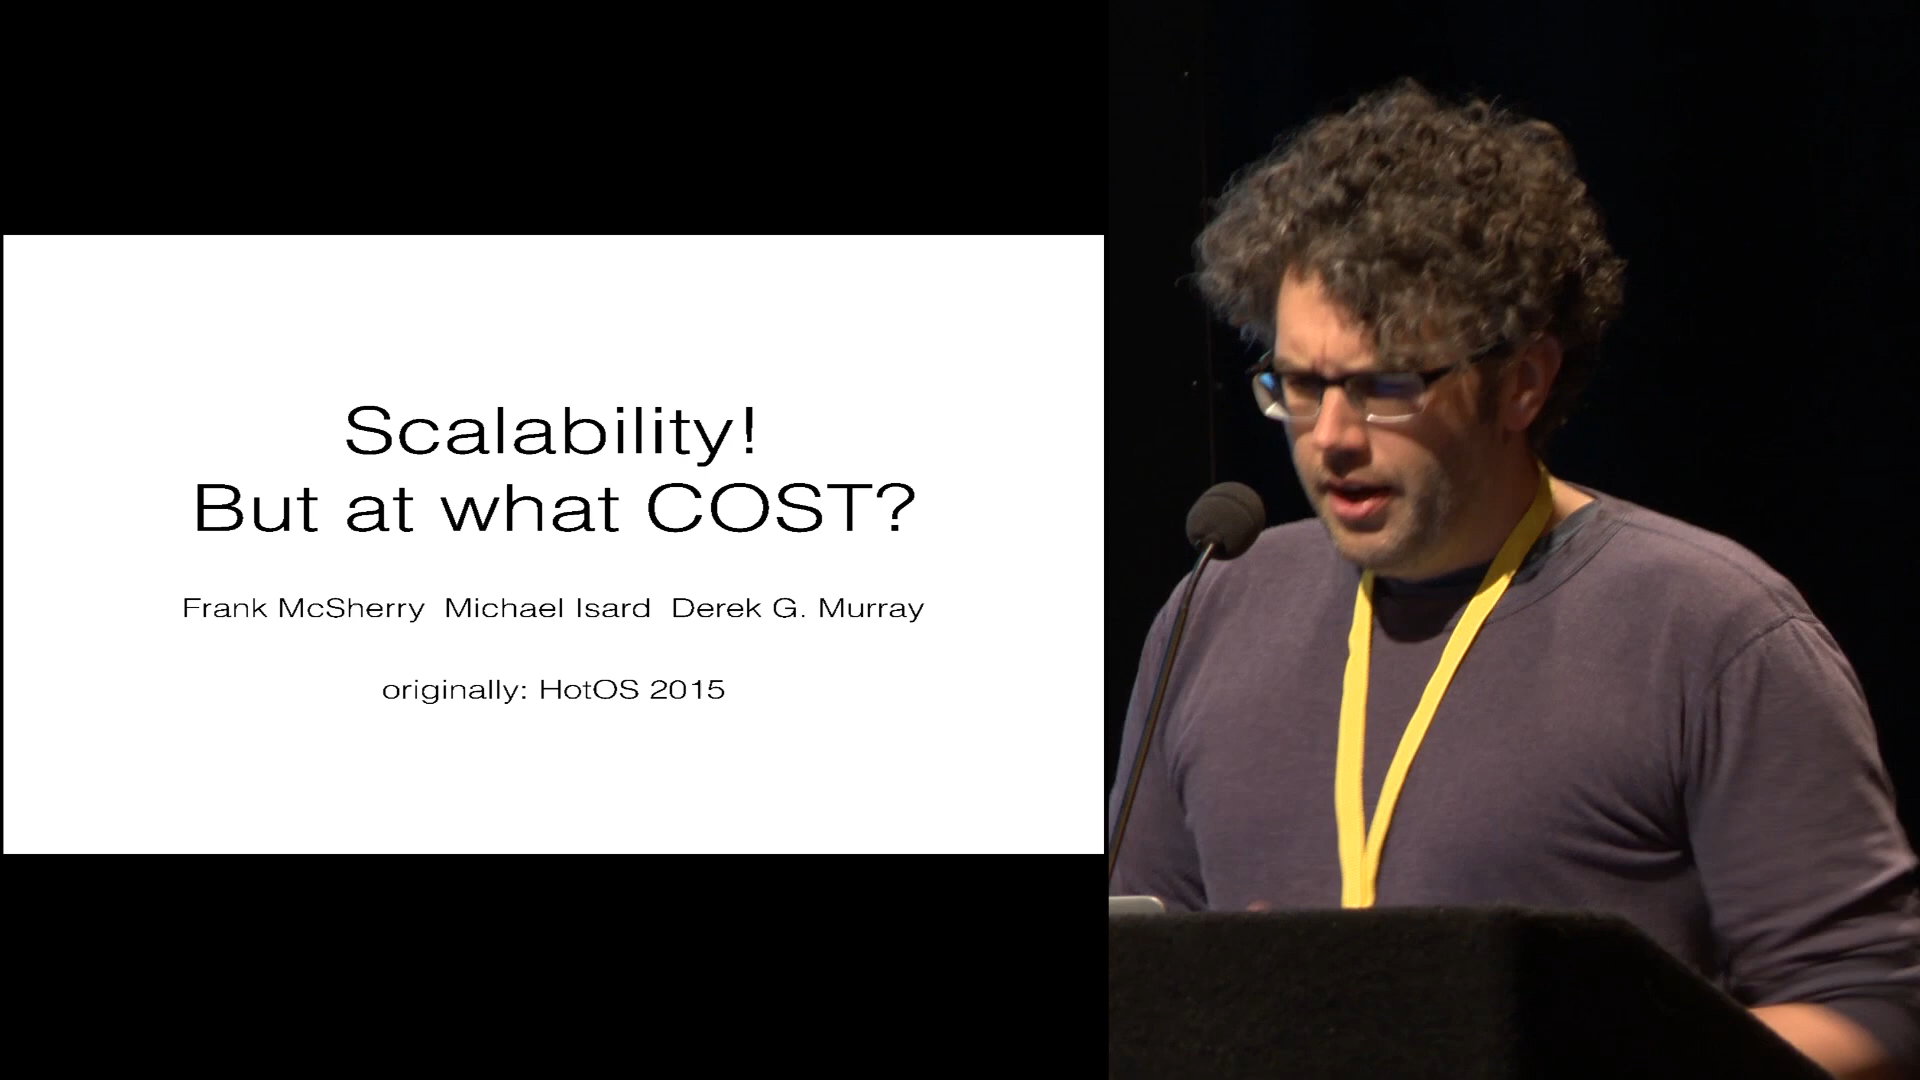 Scalability!
But at what COST?
Frank McSherry Michael Isard Derek G. Murray
originally: HotOS 2015